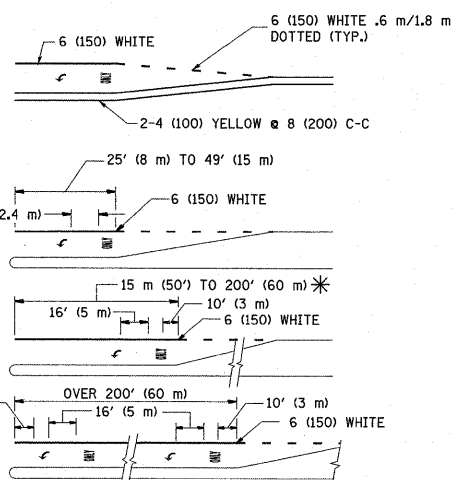 6 (150) WHITE .6 m/1.8 m
DOTTED (TYP.)
6 (150) WHITE
2-4 (100) YELLOW @ 8 (200) C-C
25' (8 m) TO 49' (15 m)
2.4 m)
6 (150) WHITE
15 m (50') TO 200' (60 m) *
16' (5 m)
10' (3 m)
6 (150) WHITE
OVER 200' (60 m)
16' (5 m)
10' (3 m)
6 (150) WHITE